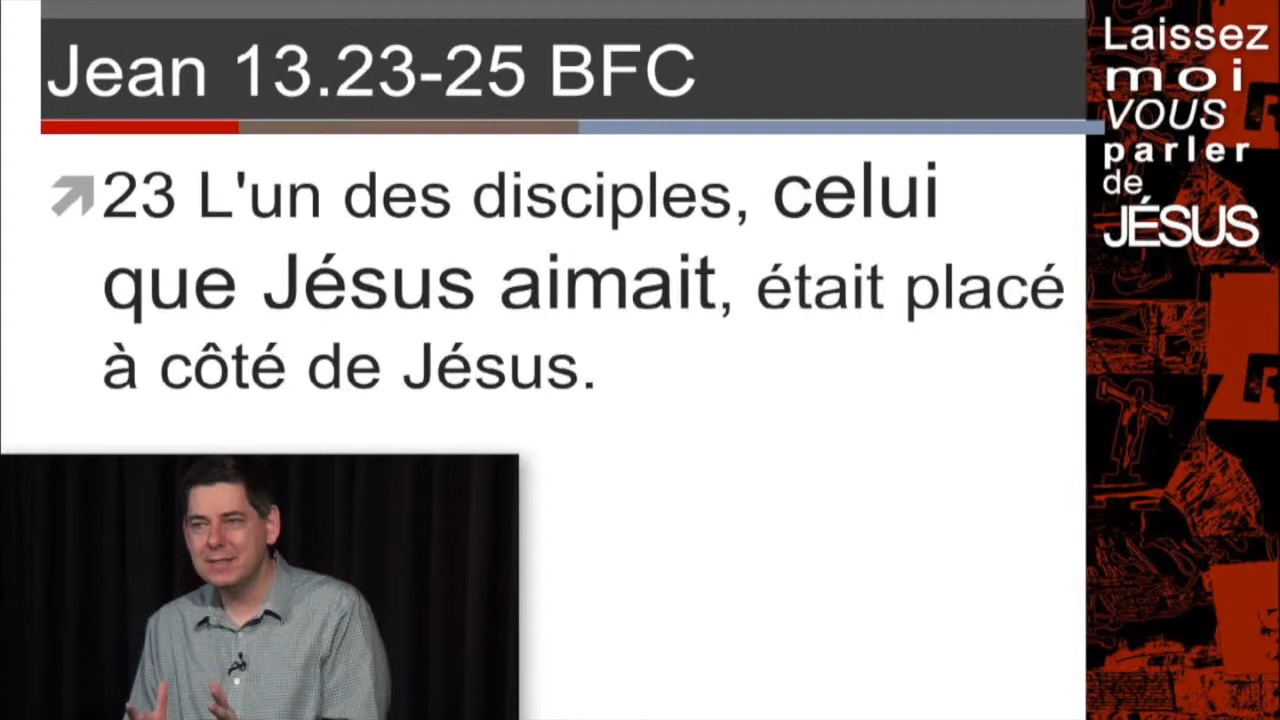 Jean 13.23-25 BFC
23 L'un des disciples, celui
que Jésus aimait, était placé
à côté de Jésus.
Laissez
moi
VOUS
parler
de
JÉSUS